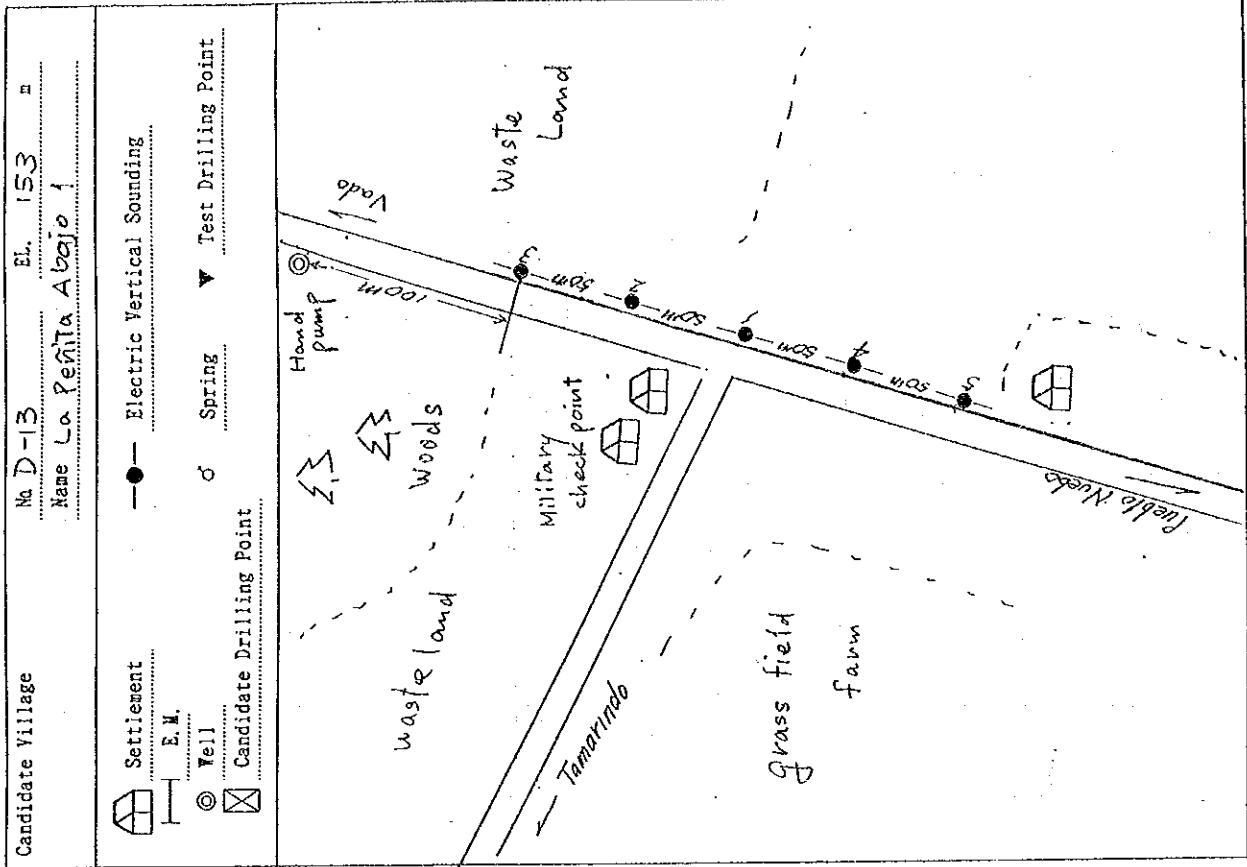 Candidate Village
No D-13 EL. 153 m
Name La Peñita Abajo 1
Settlement
E.M.
Well
Candidate Drilling Point
Electric Vertical Sounding
Spring
Test Drilling Point
Vado
Hand
pump
100m
Waste
Land
3
50m
2
50m
1
50m
4
50m
5
Woods
Military
check point
Waste land
Tamarindo
grass field
farm
Pueblo Nuebo